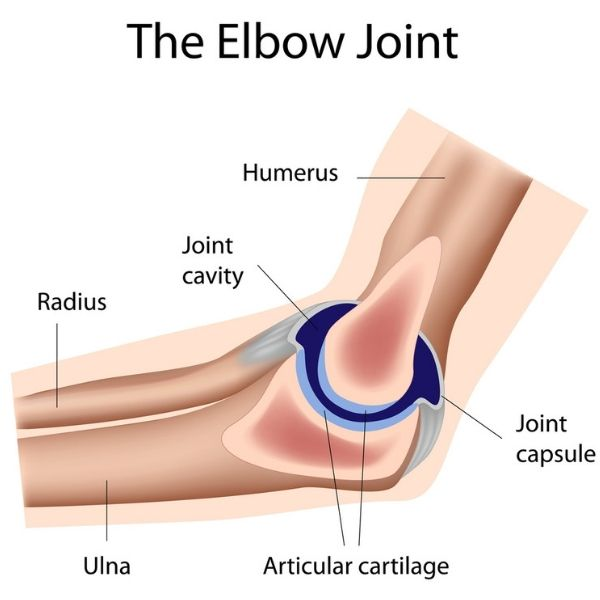 The Elbow Joint
Humerus
Joint
cavity
Radius
Joint
capsule
Ulna
Articular cartilage